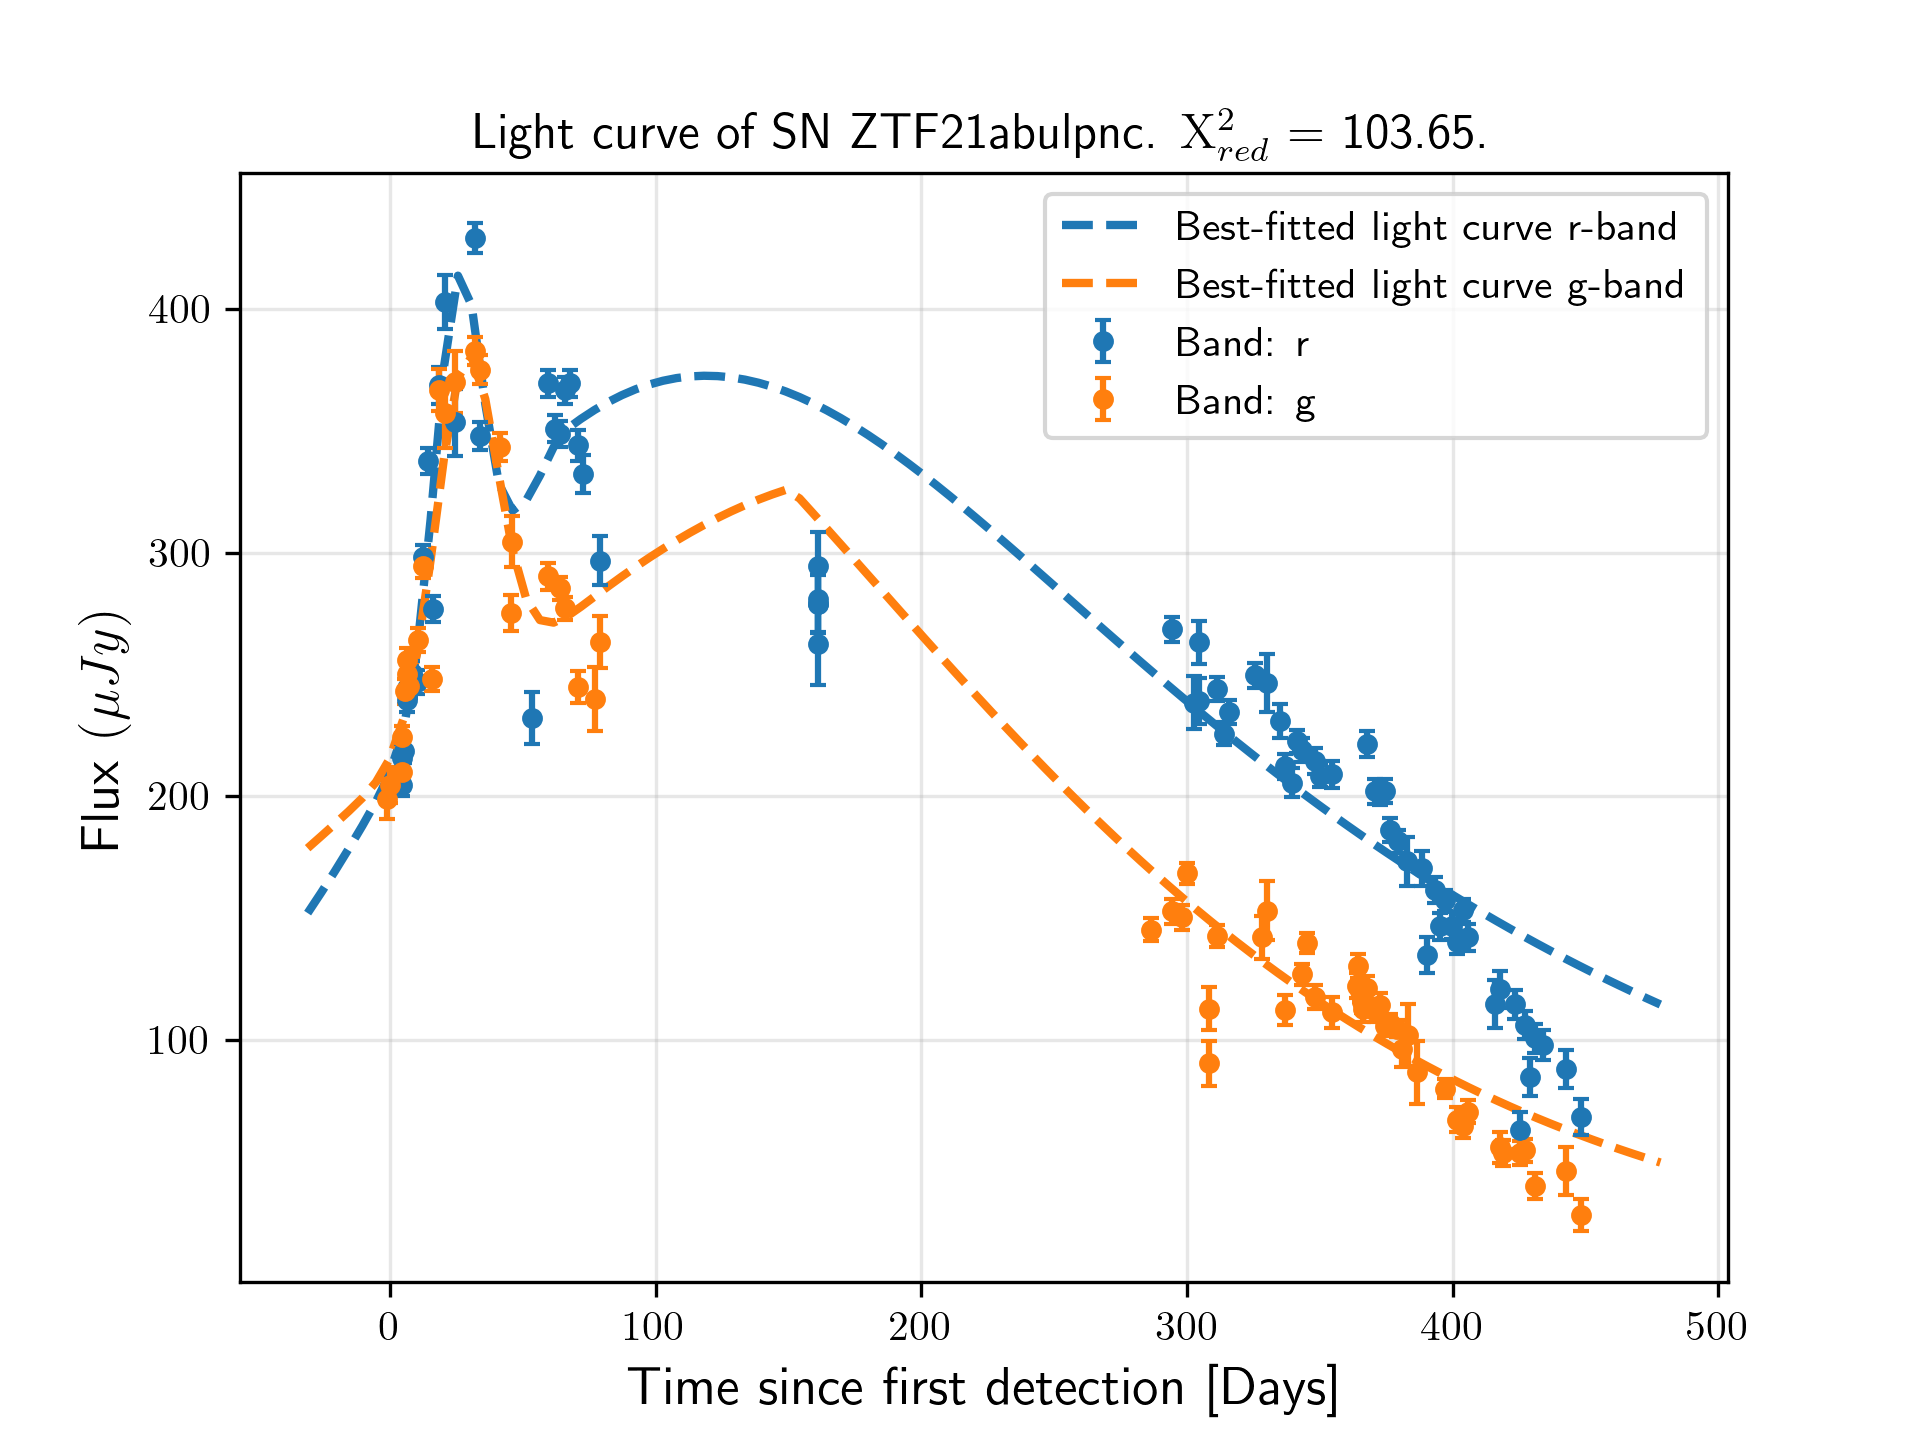 Light curve of SN ZTF21abulpnc. X²_red = 103.65.
Best-fitted light curve r-band
Best-fitted light curve g-band
Band: r
Band: g
Flux (μJy)
400
300
200
100
0 100 200 300 400 500
Time since first detection [Days]